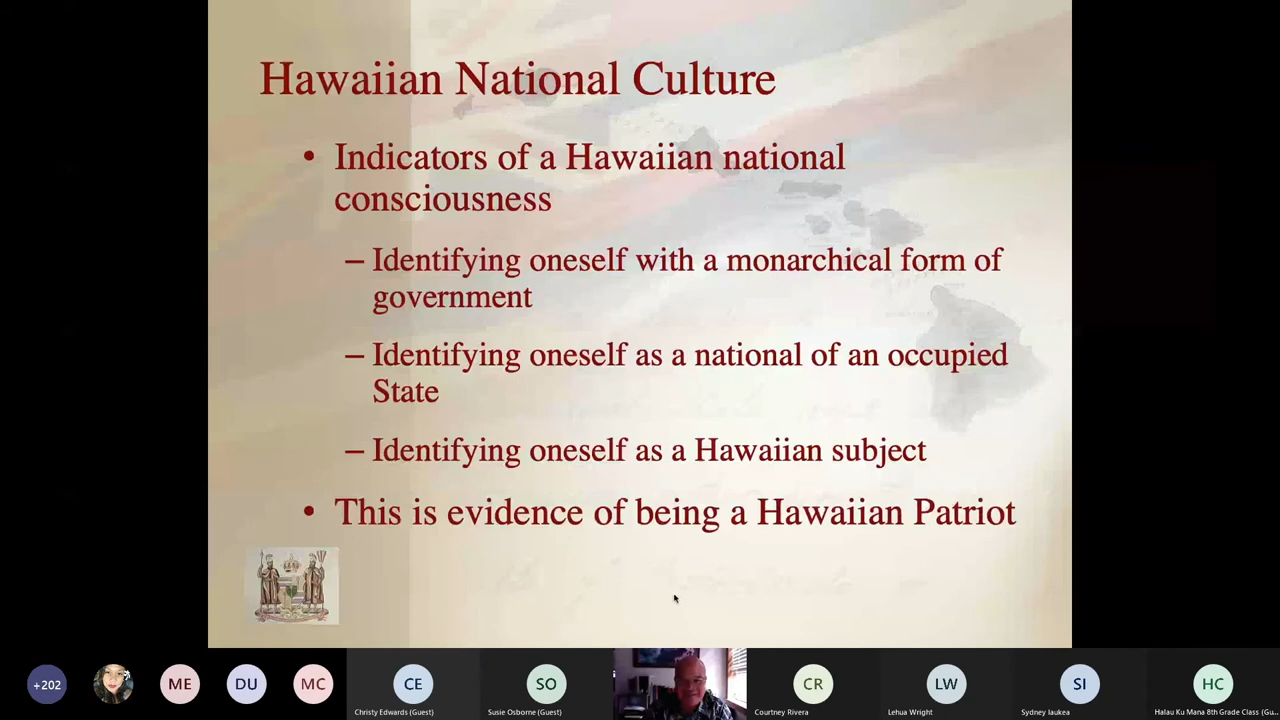 Hawaiian National Culture
• Indicators of a Hawaiian national
consciousness
– Identifying oneself with a monarchical form of
government
– Identifying oneself as a national of an occupied
State
– Identifying oneself as a Hawaiian subject
• This is evidence of being a Hawaiian Patriot
+202
ME
DU
MC
CE
SO
CR
LW
SI
HC
Christy Edwards (Guest)
Susie Osborne (Guest)
Courtney Rivera
Lehua Wright
Sydney Iaukea
Halau Ku Mana 8th Grade Class (Gu...